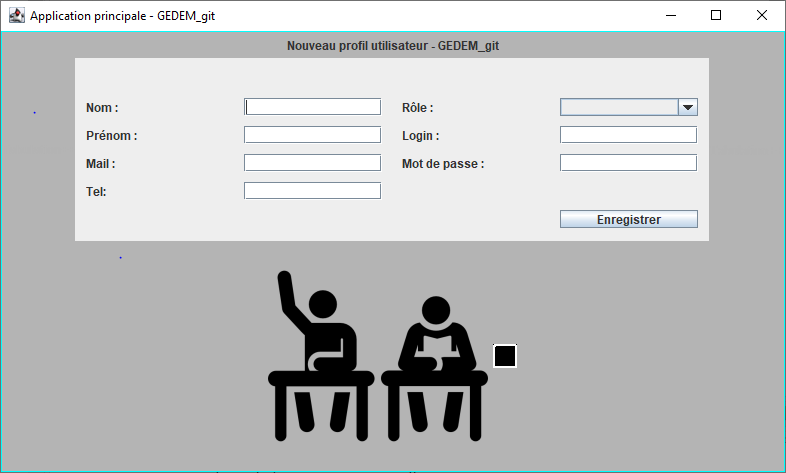 Application principale - GEDEM_git
Nouveau profil utilisateur - GEDEM_git
Nom :
Rôle :
Prénom :
Login :
Mail :
Mot de passe :
Tel:
Enregistrer